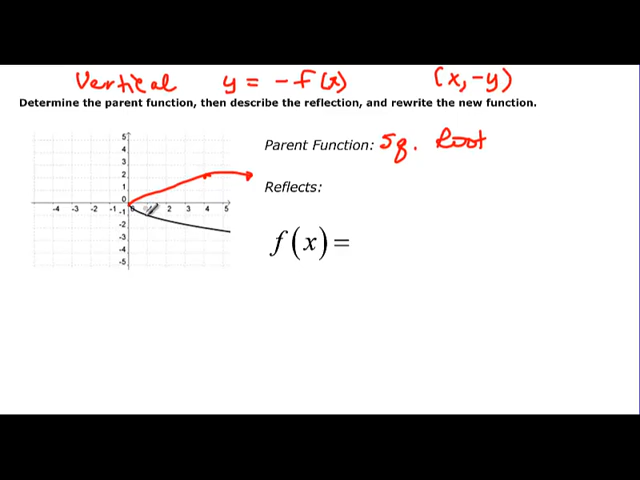 Vertical y = -f(x) (x, -y)
Determine the parent function, then describe the reflection, and rewrite the new function.
Parent Function: Sq. Root
Reflects:
f(x)=
5
4
3
2
1
0
-4 -3 -2 -1 0 2 3 4 5
-1
-2
-3
-4
-5